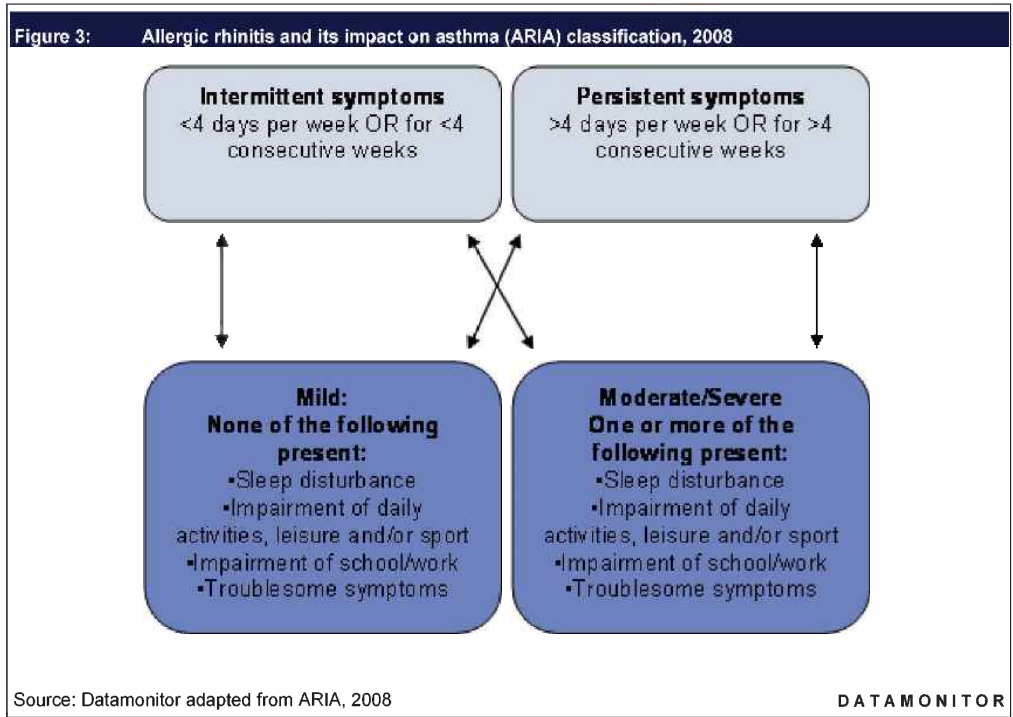 Figure 3: Allergic rhinitis and its impact on asthma (ARIA) classification, 2008
Intermittent symptoms
<4 days per week OR for <4
consecutive weeks
Persistent symptoms
>4 days per week OR for >4
consecutive weeks
Mild:
None of the following
present:
▪Sleep disturbance
▪Impairment of daily
activities, leisure and/or sport
▪Impairment of school/work
▪Troublesome symptoms
Moderate/Severe
One or more of the
following present:
▪Sleep disturbance
▪Impairment of daily
activities, leisure and/or sport
▪Impairment of school/work
▪Troublesome symptoms
Source: Datamonitor adapted from ARIA, 2008
DATAMONITOR